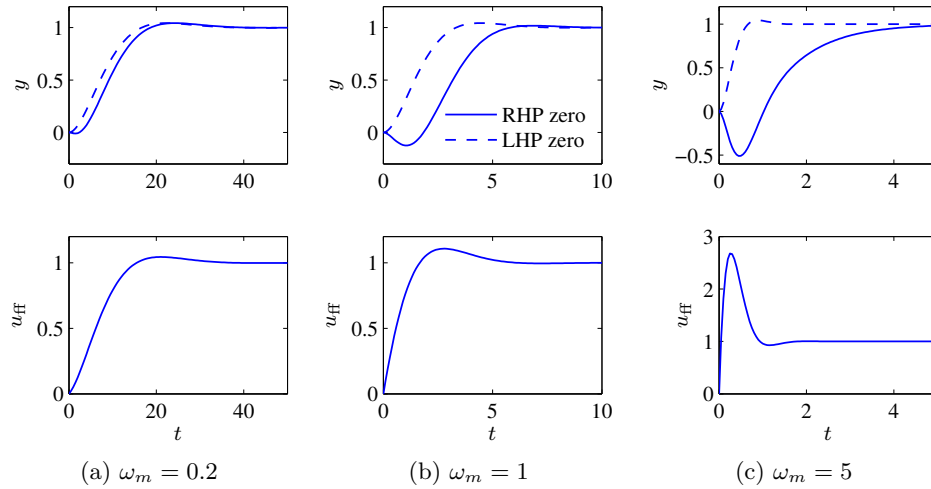 1
0.5
0
y
0 20 40
1
0.5
0
y
RHP zero
LHP zero
0 5 10
1
0.5
0
−0.5
y
0 2 4
1
0.5
0
u_ff
0 20 40
t
1
0.5
0
u_ff
0 5 10
t
3
2
1
0
u_ff
0 2 4
t
(a) ω_m = 0.2
(b) ω_m = 1
(c) ω_m = 5